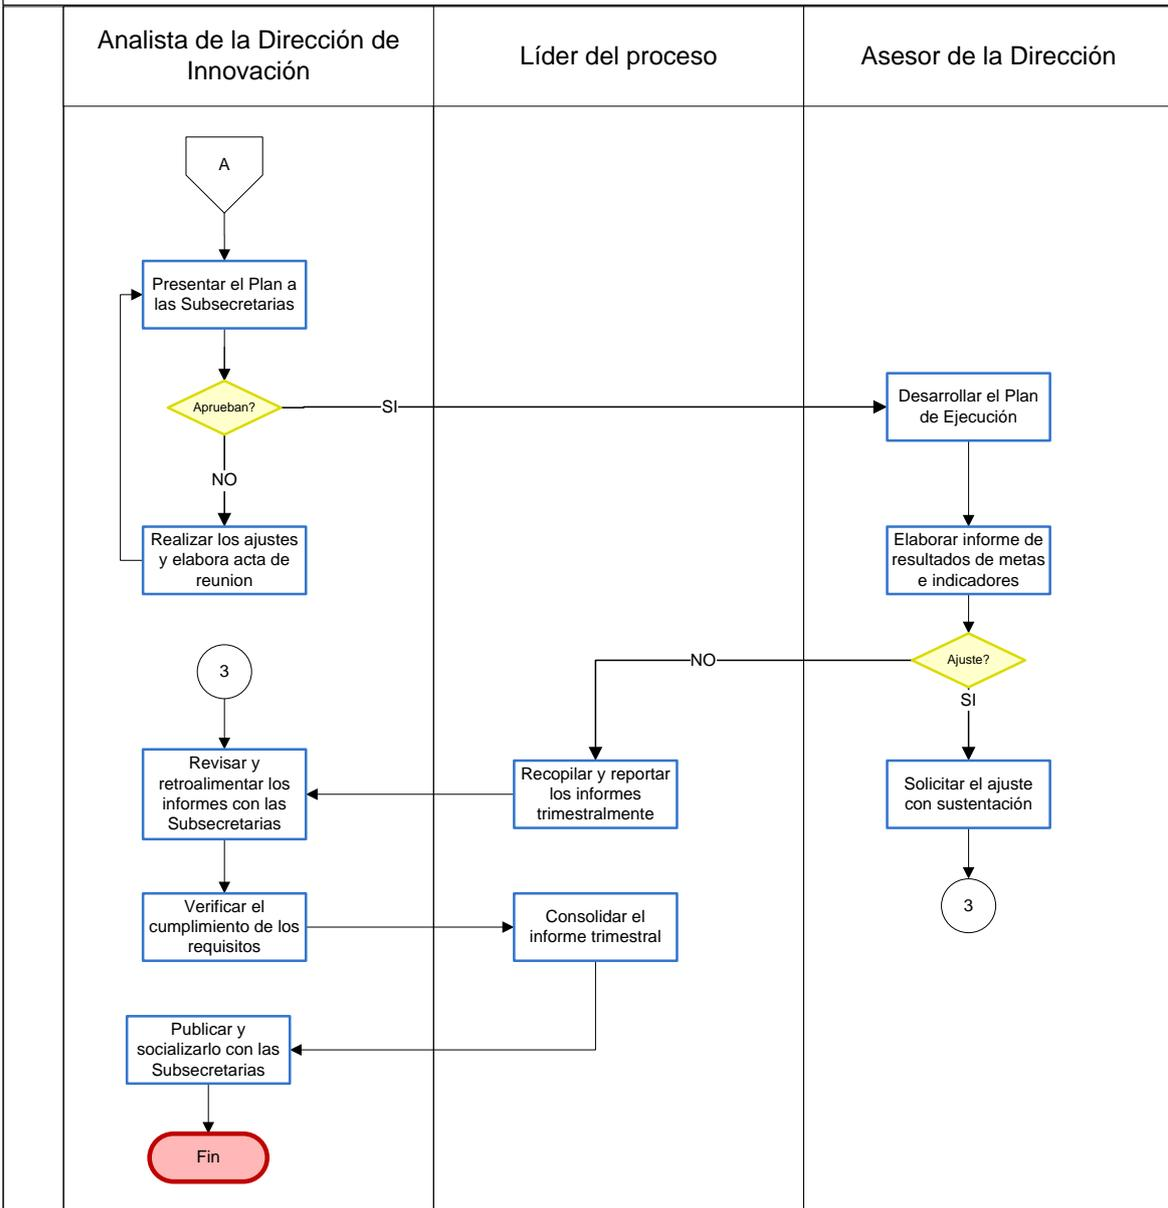 Analista de la Dirección de
Innovación
Líder del proceso
Asesor de la Dirección
A
Presentar el Plan a
las Subsecretarias
Aprueban?
SI
Desarrollar el Plan
de Ejecución
NO
Realizar los ajustes
y elabora acta de
reunion
Elaborar informe de
resultados de metas
e indicadores
Ajuste?
NO
SI
3
Revisar y
retroalimentar los
informes con las
Subsecretarias
Recopilar y reportar
los informes
trimestralmente
Solicitar el ajuste
con sustentación
3
Verificar el
cumplimiento de los
requisitos
Consolidar el
informe trimestral
Publicar y
socializarlo con las
Subsecretarias
Fin